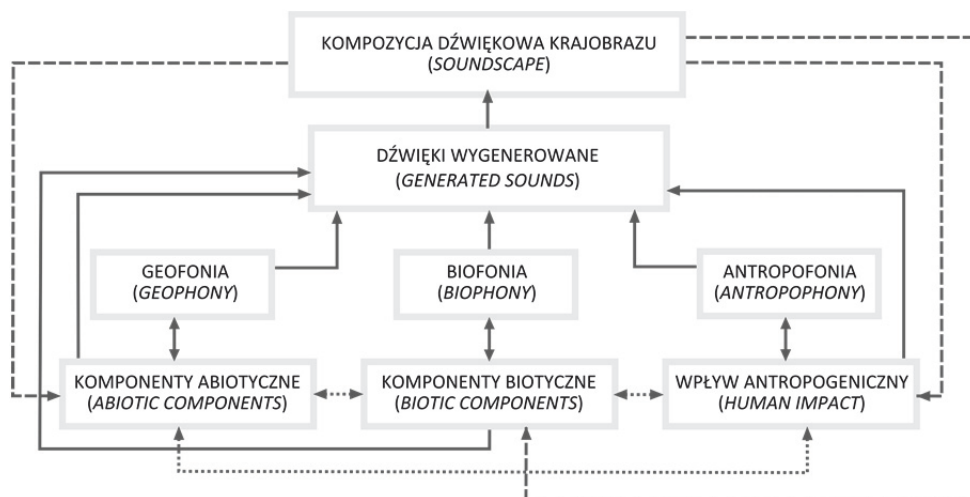 KOMPOZYCJA DŹWIĘKOWA KRAJOBRAZU
(SOUNDSCAPE)
DŹWIĘKI WYGENEROWANE
(GENERATED SOUNDS)
GEOFONIA
(GEOPHONY)
BIOFONIA
(BIOPHONY)
ANTROPOFONIA
(ANTROPOPHONY)
KOMPONENTY ABIOTYCZNE
(ABIOTIC COMPONENTS)
KOMPONENTY BIOTYCZNE
(BIOTIC COMPONENTS)
WPŁYW ANTROPOGENICZNY
(HUMAN IMPACT)